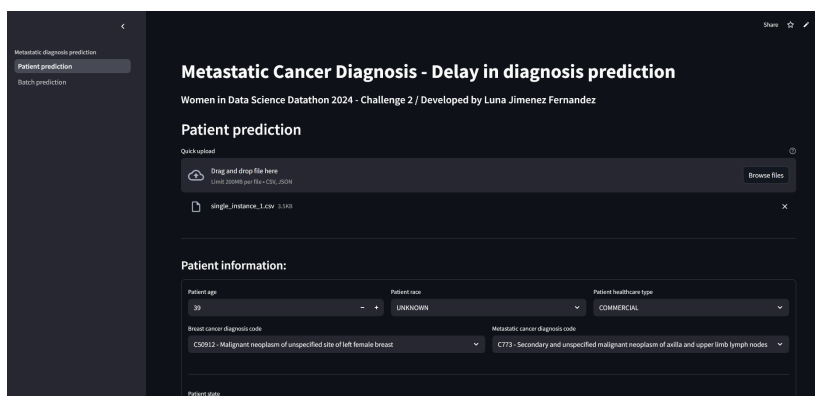 Share
Metastatic diagnosis prediction
Patient prediction
Batch prediction
Metastatic Cancer Diagnosis - Delay in diagnosis prediction
Women in Data Science Datathon 2024 - Challenge 2 / Developed by Luna Jimenez Fernandez
Patient prediction
Quick upload
Drag and drop file here
Limit 200MB per file • CSV, JSON
Browse files
single_instance_1.csv 3.5KB
Patient information:
Patient age Patient race Patient healthcare type
39 - + UNKNOWN COMMERCIAL
Breast cancer diagnosis code Metastatic cancer diagnosis code
C50912 - Malignant neoplasm of unspecified site of left female breast C773 - Secondary and unspecified malignant neoplasm of axilla and upper limb lymph nodes
Patient state